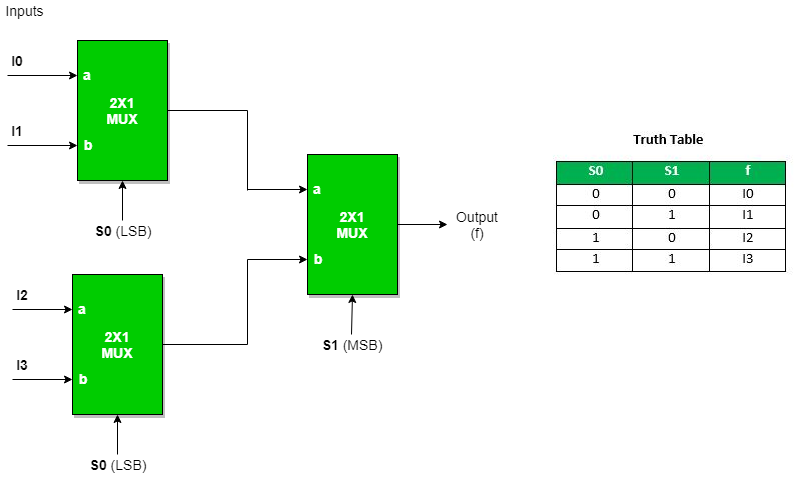 Inputs
I0
a
2X1
MUX
I1
b
S0 (LSB)
a
2X1
MUX
b
Output
(f)
S1 (MSB)
I2
a
2X1
MUX
I3
b
S0 (LSB)
Truth Table
S0 S1 f
0 0 I0
0 1 I1
1 0 I2
1 1 I3